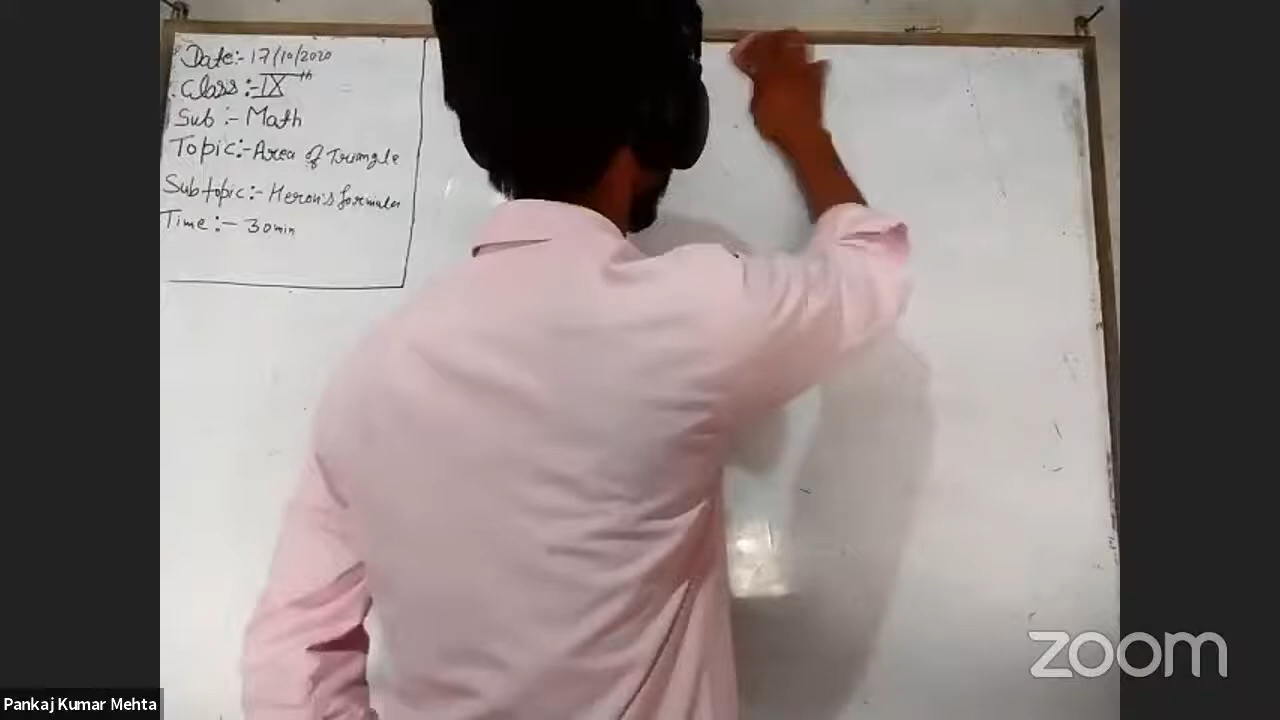 Date:- 17/10/2020
Class:- IXth
Sub:- Math
Topic:- Area of Triangle
Subtopic:- Heron's formula
Time:- 30min
zoom
Pankaj Kumar Mehta